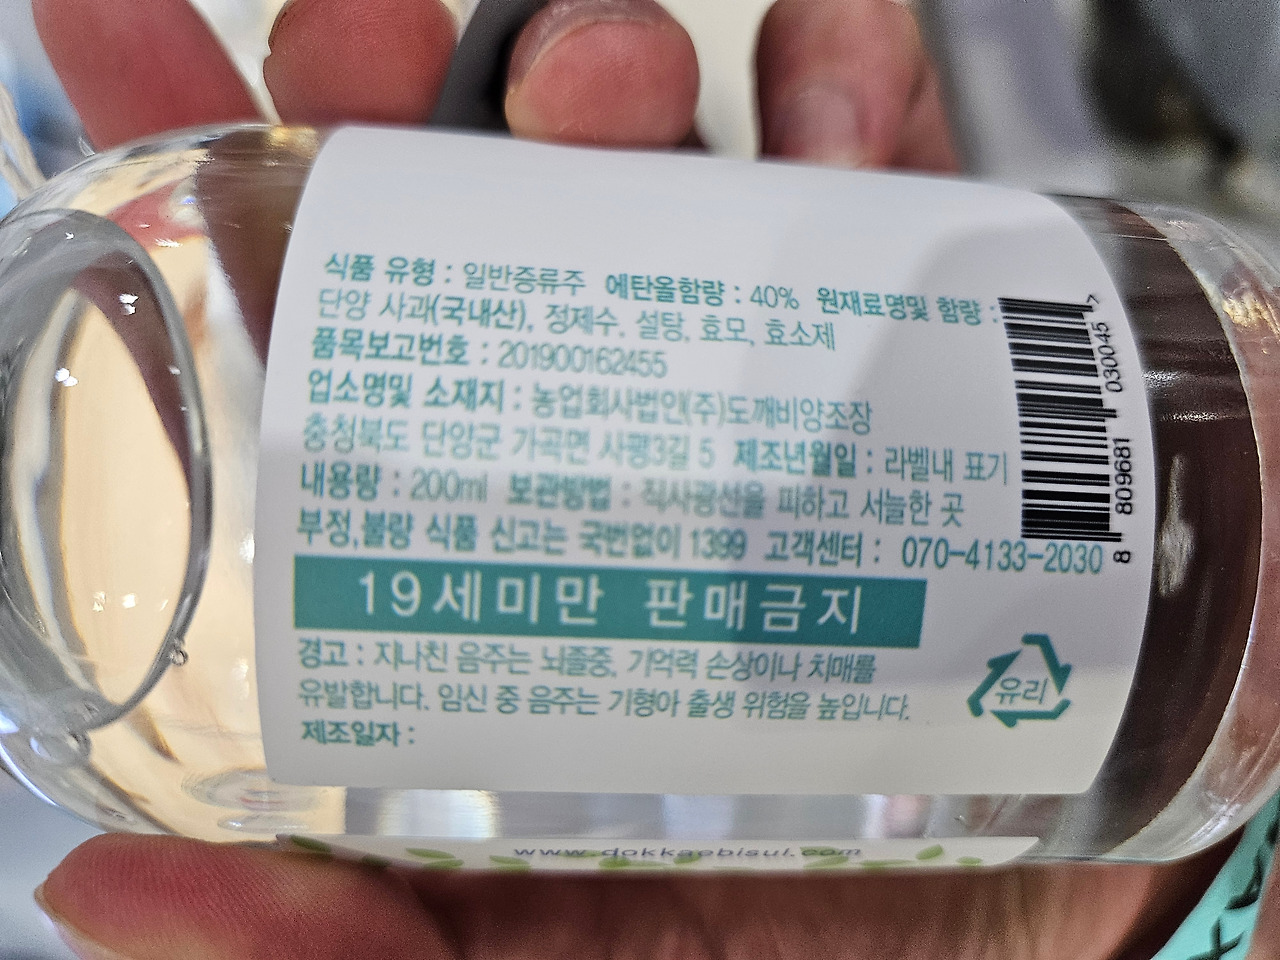 식품 유형 : 일반증류주 에탄올함량 : 40% 원재료명및 함량 :
단양 사과(국내산), 정제수, 설탕, 효모, 효소제
품목보고번호 : 201900162455
업소명및 소재지 : 농업회사법인(주)도깨비양조장
충청북도 단양군 가곡면 사평3길 5 제조년월일 : 라벨내 표기
내용량 : 200ml 보관방법 : 직사광선을 피하고 서늘한 곳
부정,불량 식품 신고는 국번없이 1399 고객센터 : 070-4133-2030
19세미만 판매금지
경고 : 지나친 음주는 뇌졸중, 기억력 손상이나 치매를
유발합니다. 임신 중 음주는 기형아 출생 위험을 높입니다.
제조일자 :
8 809681 030045 >
유리
www.dokkaebisul.com